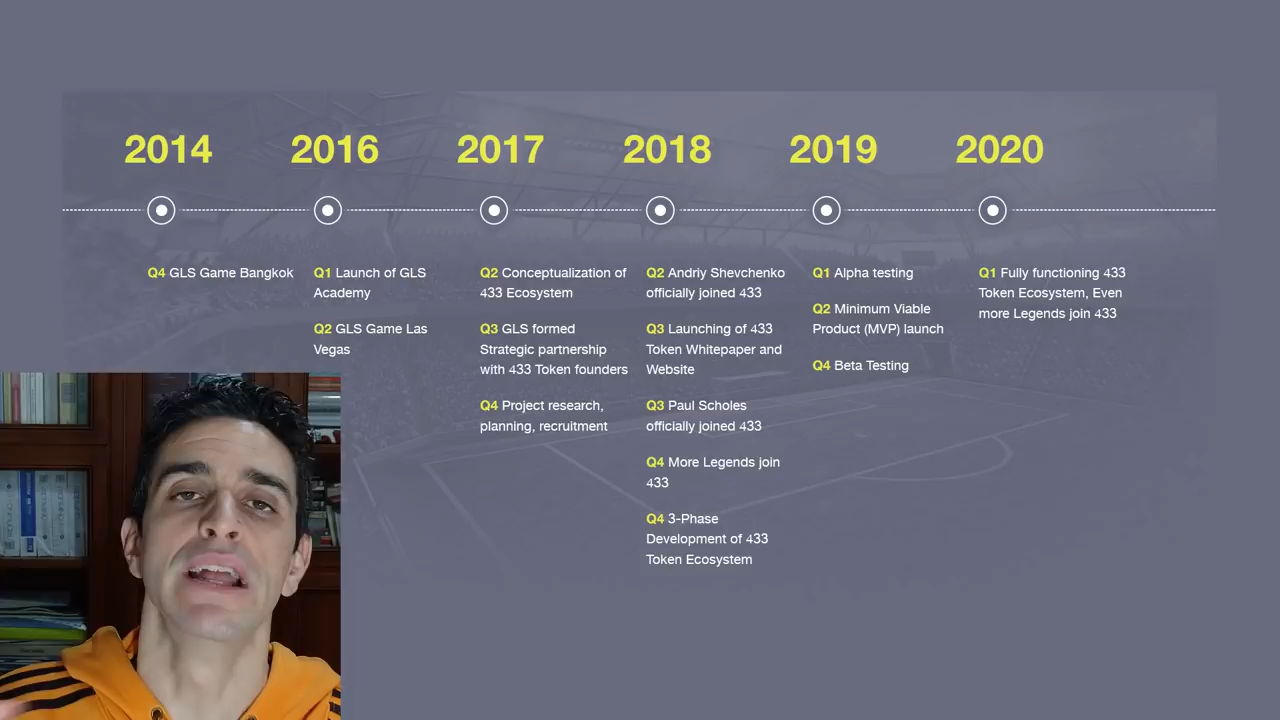 2014
2016
2017
2018
2019
2020
Q4 GLS Game Bangkok
Q1 Launch of GLS
Academy
Q2 GLS Game Las
Vegas
Q2 Conceptualization of
433 Ecosystem
Q3 GLS formed
Strategic partnership
with 433 Token founders
Q4 Project research,
planning, recruitment
Q2 Andriy Shevchenko
officially joined 433
Q3 Launching of 433
Token Whitepaper and
Website
Q3 Paul Scholes
officially joined 433
Q4 More Legends join
433
Q4 3-Phase
Development of 433
Token Ecosystem
Q1 Alpha testing
Q2 Minimum Viable
Product (MVP) launch
Q4 Beta Testing
Q1 Fully functioning 433
Token Ecosystem, Even
more Legends join 433